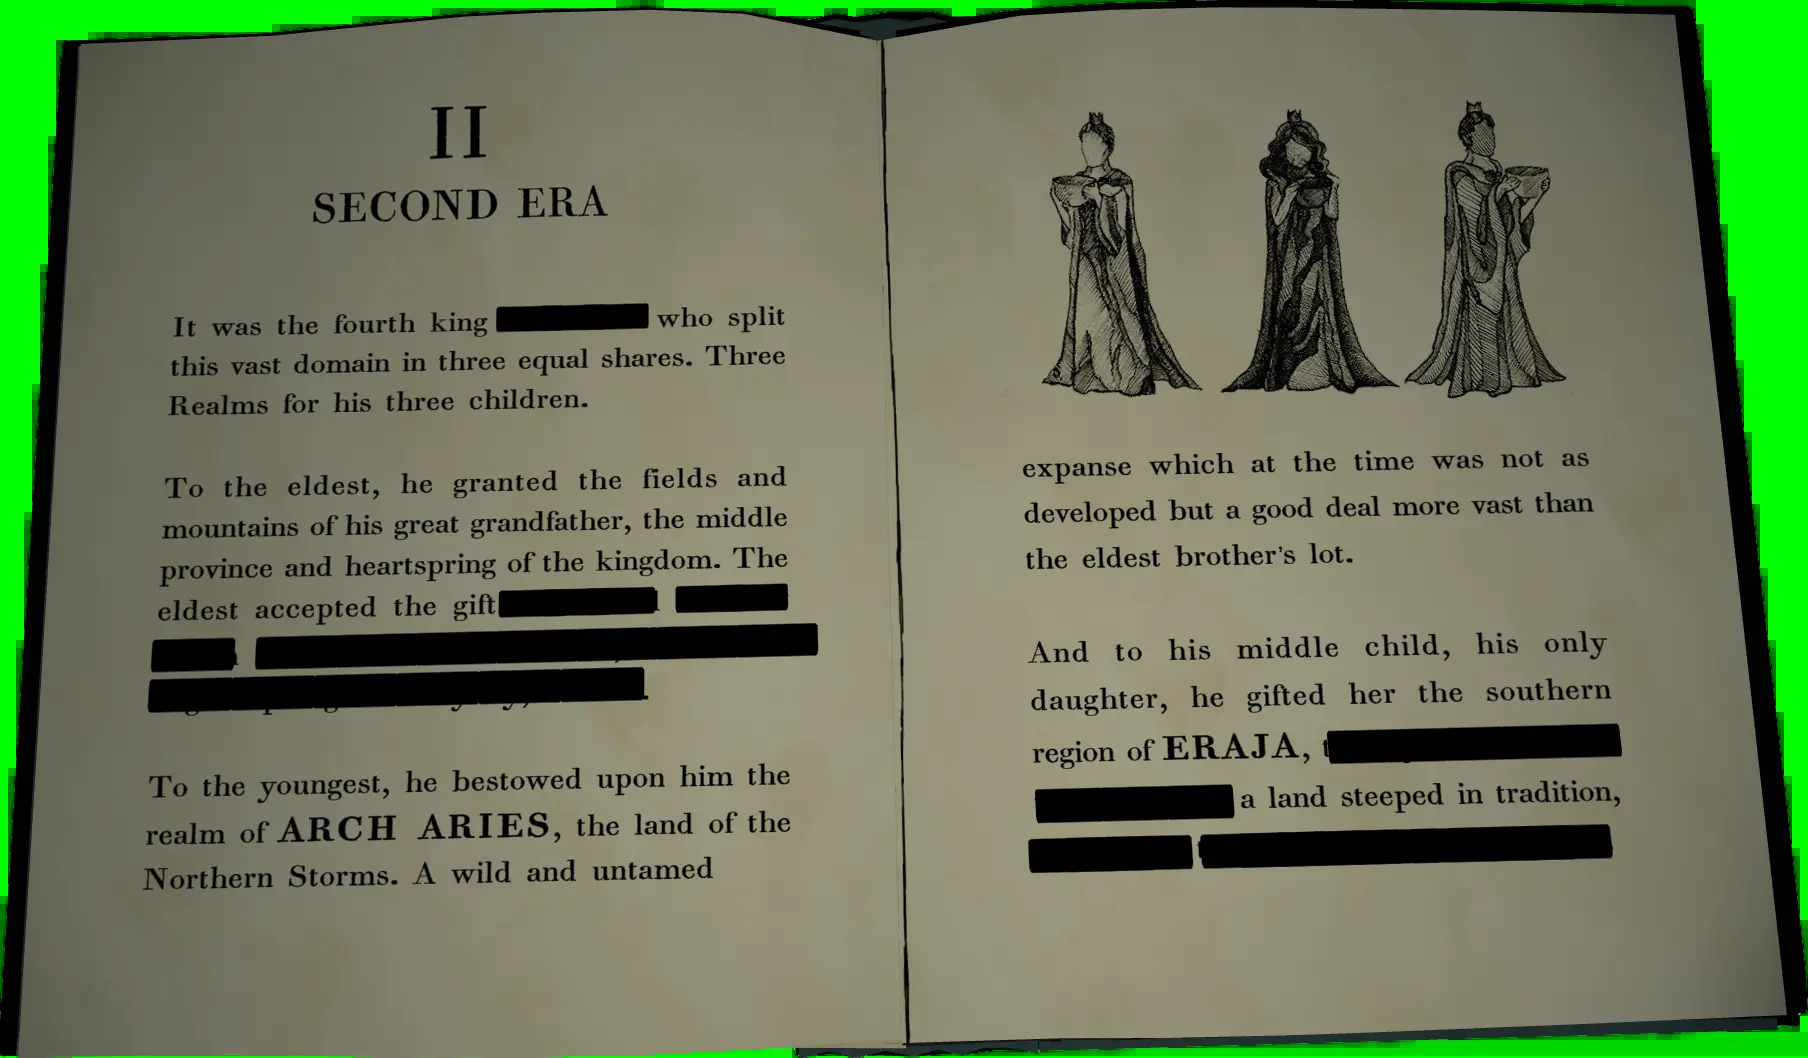 II
SECOND ERA
It was the fourth king who split
this vast domain in three equal shares. Three
Realms for his three children.
To the eldest, he granted the fields and
mountains of his great grandfather, the middle
province and heartspring of the kingdom. The
eldest accepted the gift
To the youngest, he bestowed upon him the
realm of ARCH ARIES, the land of the
Northern Storms. A wild and untamed
expanse which at the time was not as
developed but a good deal more vast than
the eldest brother's lot.
And to his middle child, his only
daughter, he gifted her the southern
region of ERAJA,
a land steeped in tradition,